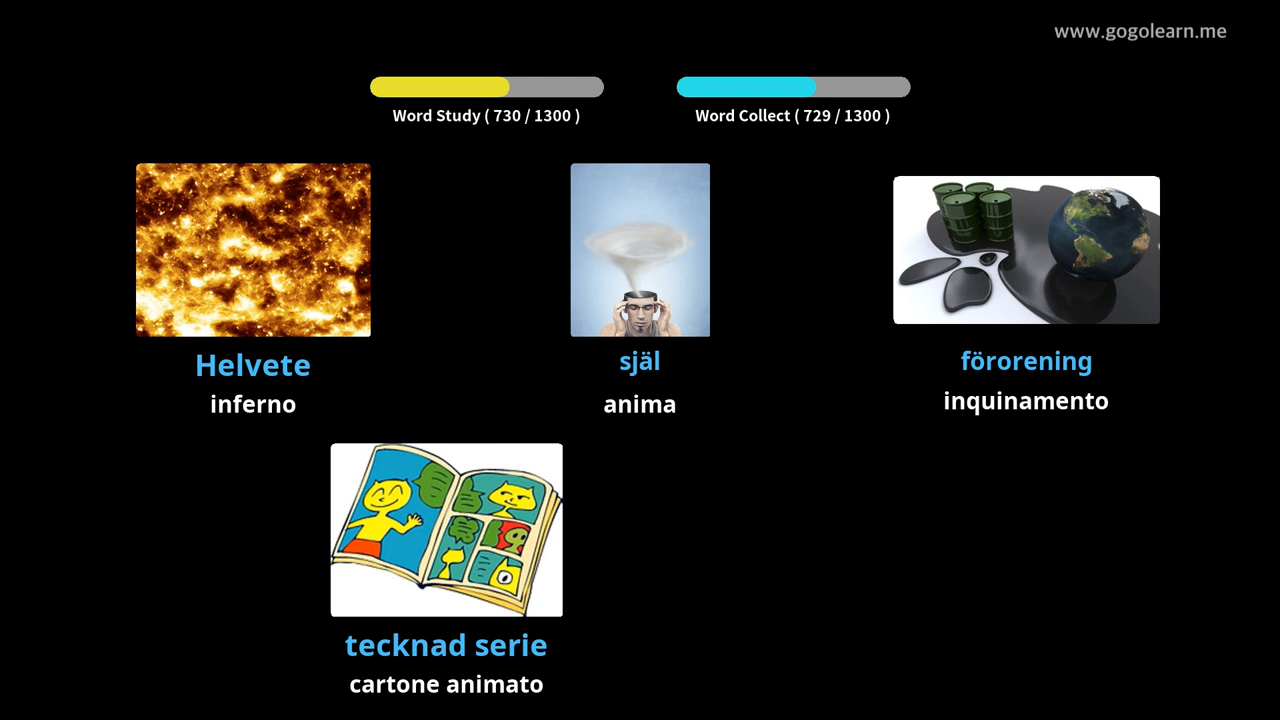 www.gogolearn.me
Word Study ( 730 / 1300 )
Word Collect ( 729 / 1300 )
Helvete
inferno
själ
anima
förorening
inquinamento
tecknad serie
cartone animato